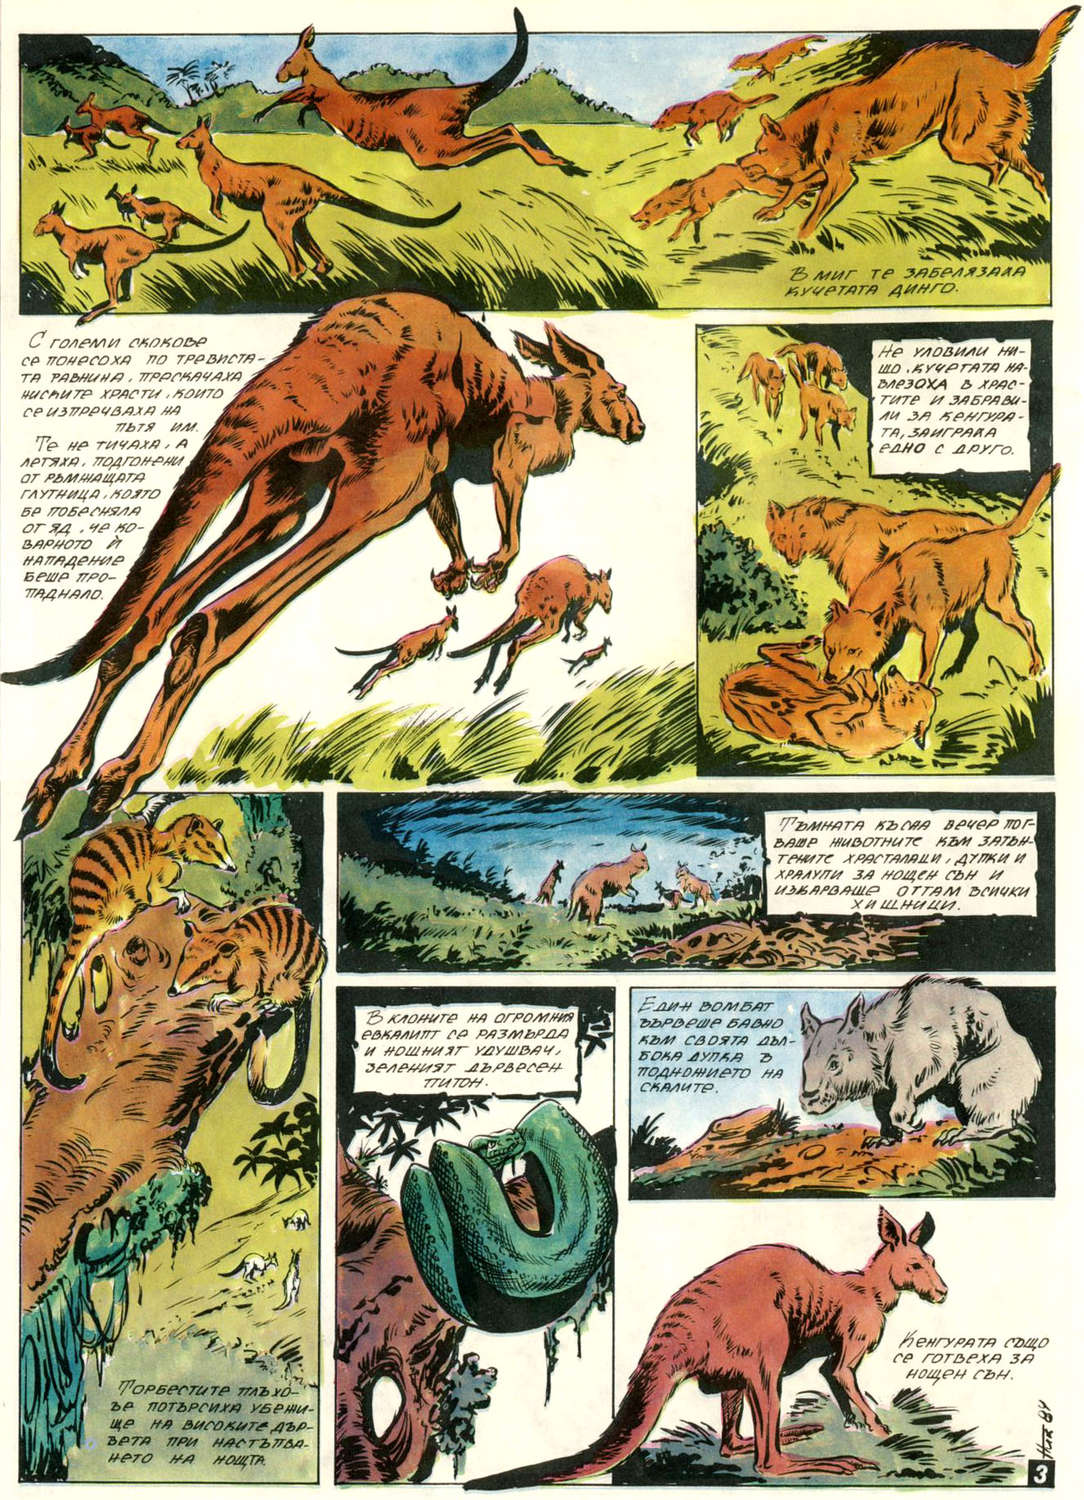 В миг те забелязаха
кучетата динго.
С големи скокове
се понесоха по тревиста-
та равнина, прескачаха
ниските храсти, които
се изпречваха на
пътя им.
Те не тичаха, а
летяха, подгонени
от ръмжащата
глутница, която
бе побесняла
от яд, че ко-
варното ѝ
нападение
беше про-
паднало.
Не уловили ни-
що, кучетата на-
влезоха в храс-
тите и забрави-
ли за кенгура-
та, заиграха
едно с друго.
Тъмната късна вечер пог-
ваше животните към затън-
тените храсталаци, дупки и
хралупи за нощен сън и
изкарваше оттам всички
хищници.
Торбестите плъхо-
ве потърсиха убежи-
ще на високите дър-
вета при настъпва-
нето на нощта.
В клоните на огромния
евкалипт се размърда
и нощният удушвач,
зеленият дървесен
питон.
Един вомбат
вървеше бавно
към своята дъл-
бока дупка в
подножието на
скалите.
Кенгурата също
се готвеха за
нощен сън.
84
3